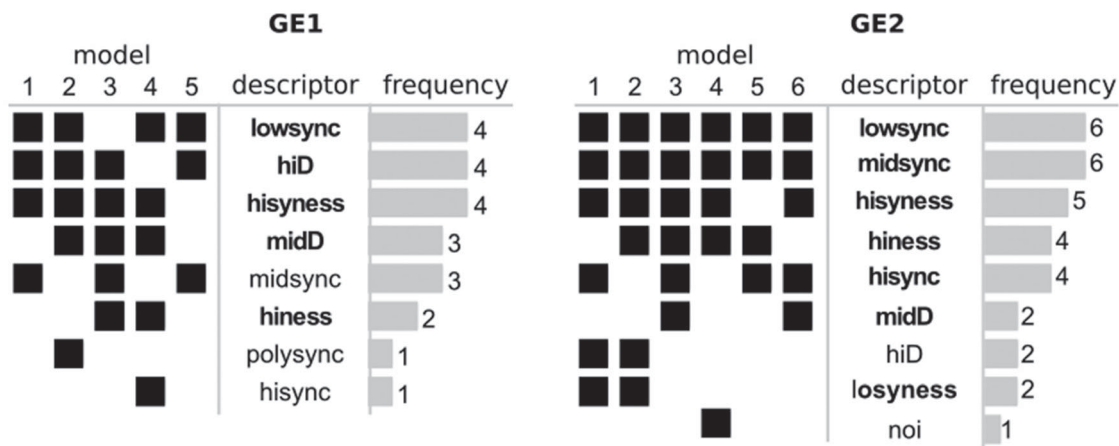 GE1
model
1 2 3 4 5 descriptor frequency
lowsync 4
hiD 4
hisyness 4
midD 3
midsync 3
hiness 2
polysync 1
hisync 1
GE2
model
1 2 3 4 5 6 descriptor frequency
lowsync 6
midsync 6
hisyness 5
hiness 4
hisync 4
midD 2
hiD 2
losyness 2
noi 1